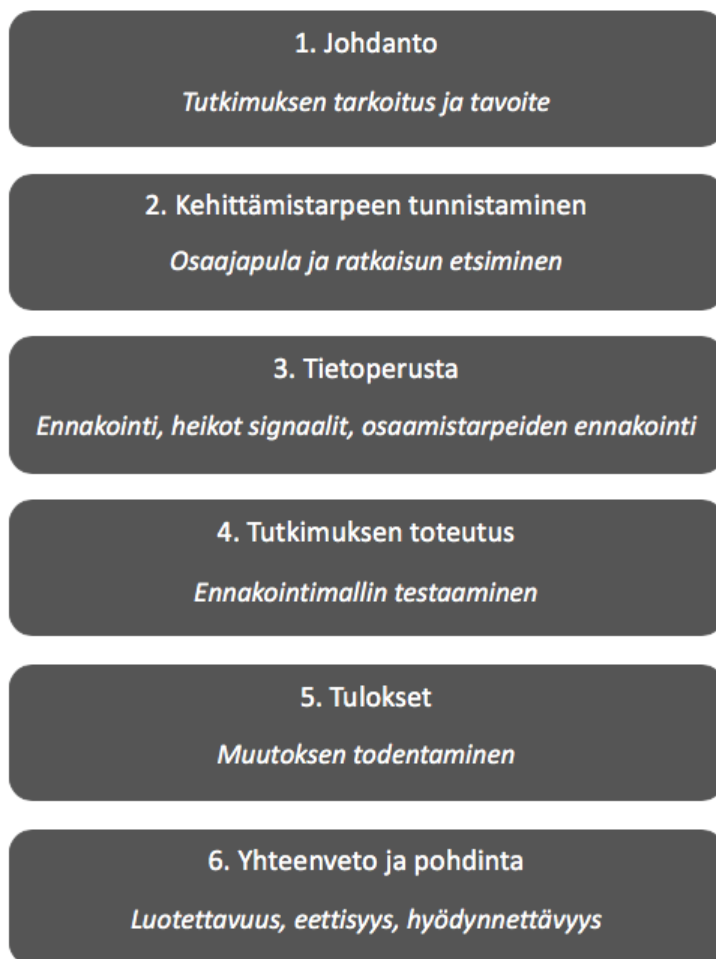 1. Johdanto
Tutkimuksen tarkoitus ja tavoite
2. Kehittämistarpeen tunnistaminen
Osaajapula ja ratkaisun etsiminen
3. Tietoperusta
Ennakointi, heikot signaalit, osaamistarpeiden ennakointi
4. Tutkimuksen toteutus
Ennakointimallin testaaminen
5. Tulokset
Muutoksen todentaminen
6. Yhteenveto ja pohdinta
Luotettavuus, eettisyys, hyödynnettävyys